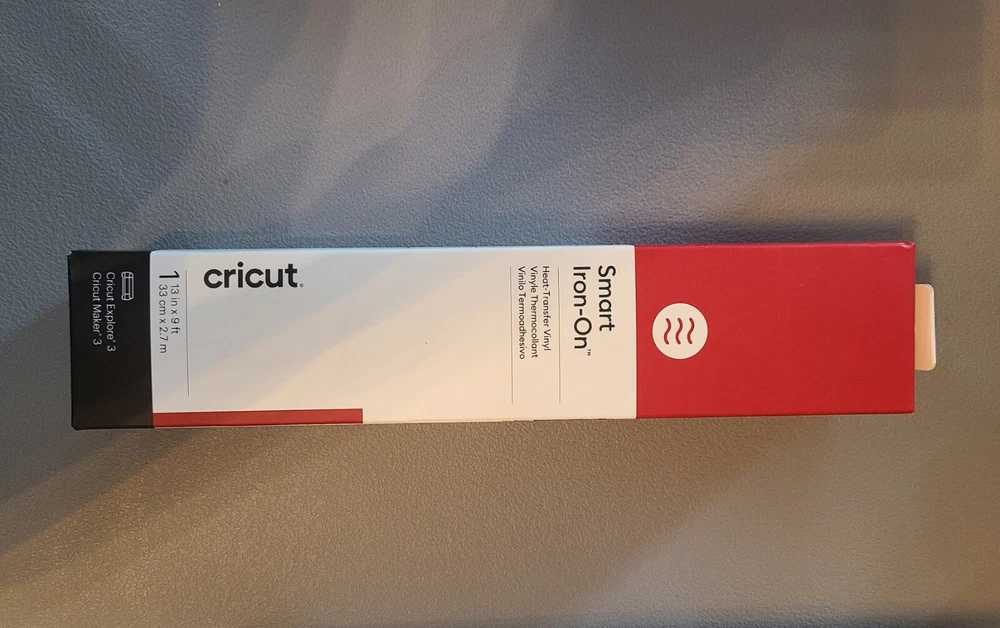 cricut®
Smart
Iron-On™
Heat-Transfer Vinyl
Vinyle Thermocollant
Vinilo Termoadhesivo
1
13 in x 9 ft
33 cm x 2.7 m
Cricut Explore® 3
Cricut Maker® 3